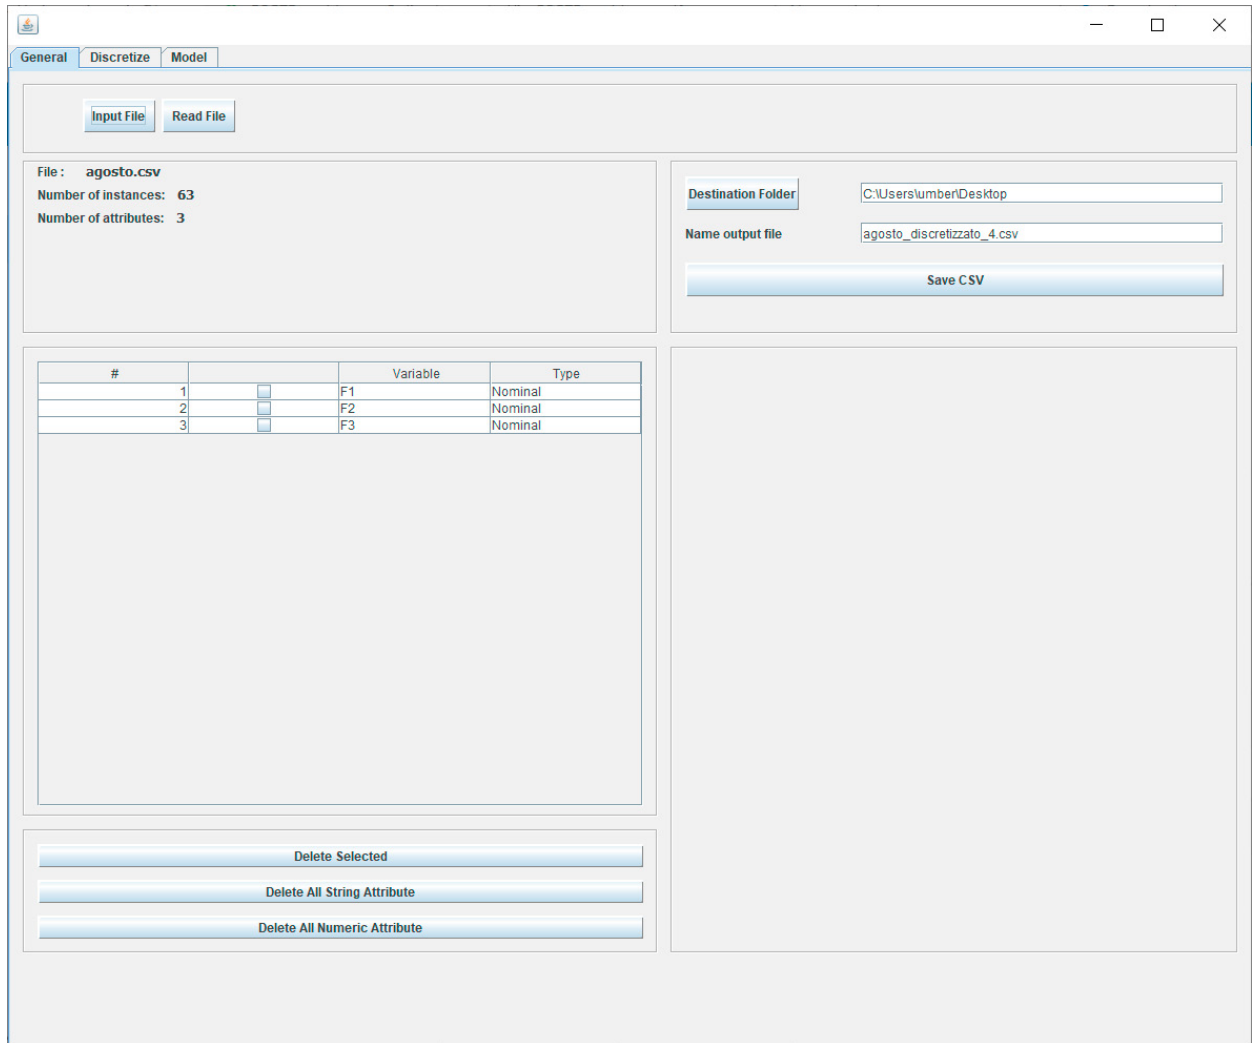 General Discretize Model
Input File Read File
File : agosto.csv
Number of instances: 63
Number of attributes: 3
Destination Folder C:\Users\umber\Desktop
Name output file agosto_discretizzato_4.csv
Save CSV
# Variable Type
1 F1 Nominal
2 F2 Nominal
3 F3 Nominal
Delete Selected
Delete All String Attribute
Delete All Numeric Attribute